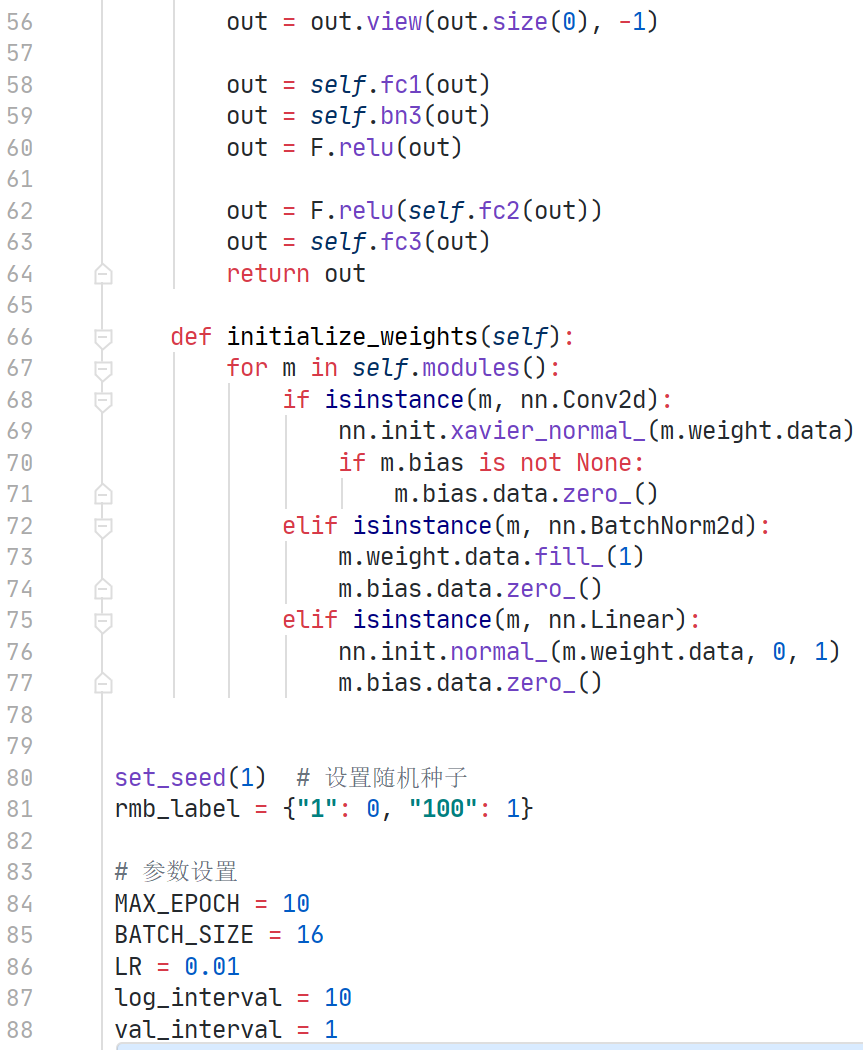 56 out = out.view(out.size(0), -1)
57
58 out = self.fc1(out)
59 out = self.bn3(out)
60 out = F.relu(out)
61
62 out = F.relu(self.fc2(out))
63 out = self.fc3(out)
64 return out
65
66 def initialize_weights(self):
67 for m in self.modules():
68 if isinstance(m, nn.Conv2d):
69 nn.init.xavier_normal_(m.weight.data)
70 if m.bias is not None:
71 m.bias.data.zero_()
72 elif isinstance(m, nn.BatchNorm2d):
73 m.weight.data.fill_(1)
74 m.bias.data.zero_()
75 elif isinstance(m, nn.Linear):
76 nn.init.normal_(m.weight.data, 0, 1)
77 m.bias.data.zero_()
78
79
80 set_seed(1)  # 设置随机种子
81 rmb_label = {"1": 0, "100": 1}
82
83 # 参数设置
84 MAX_EPOCH = 10
85 BATCH_SIZE = 16
86 LR = 0.01
87 log_interval = 10
88 val_interval = 1